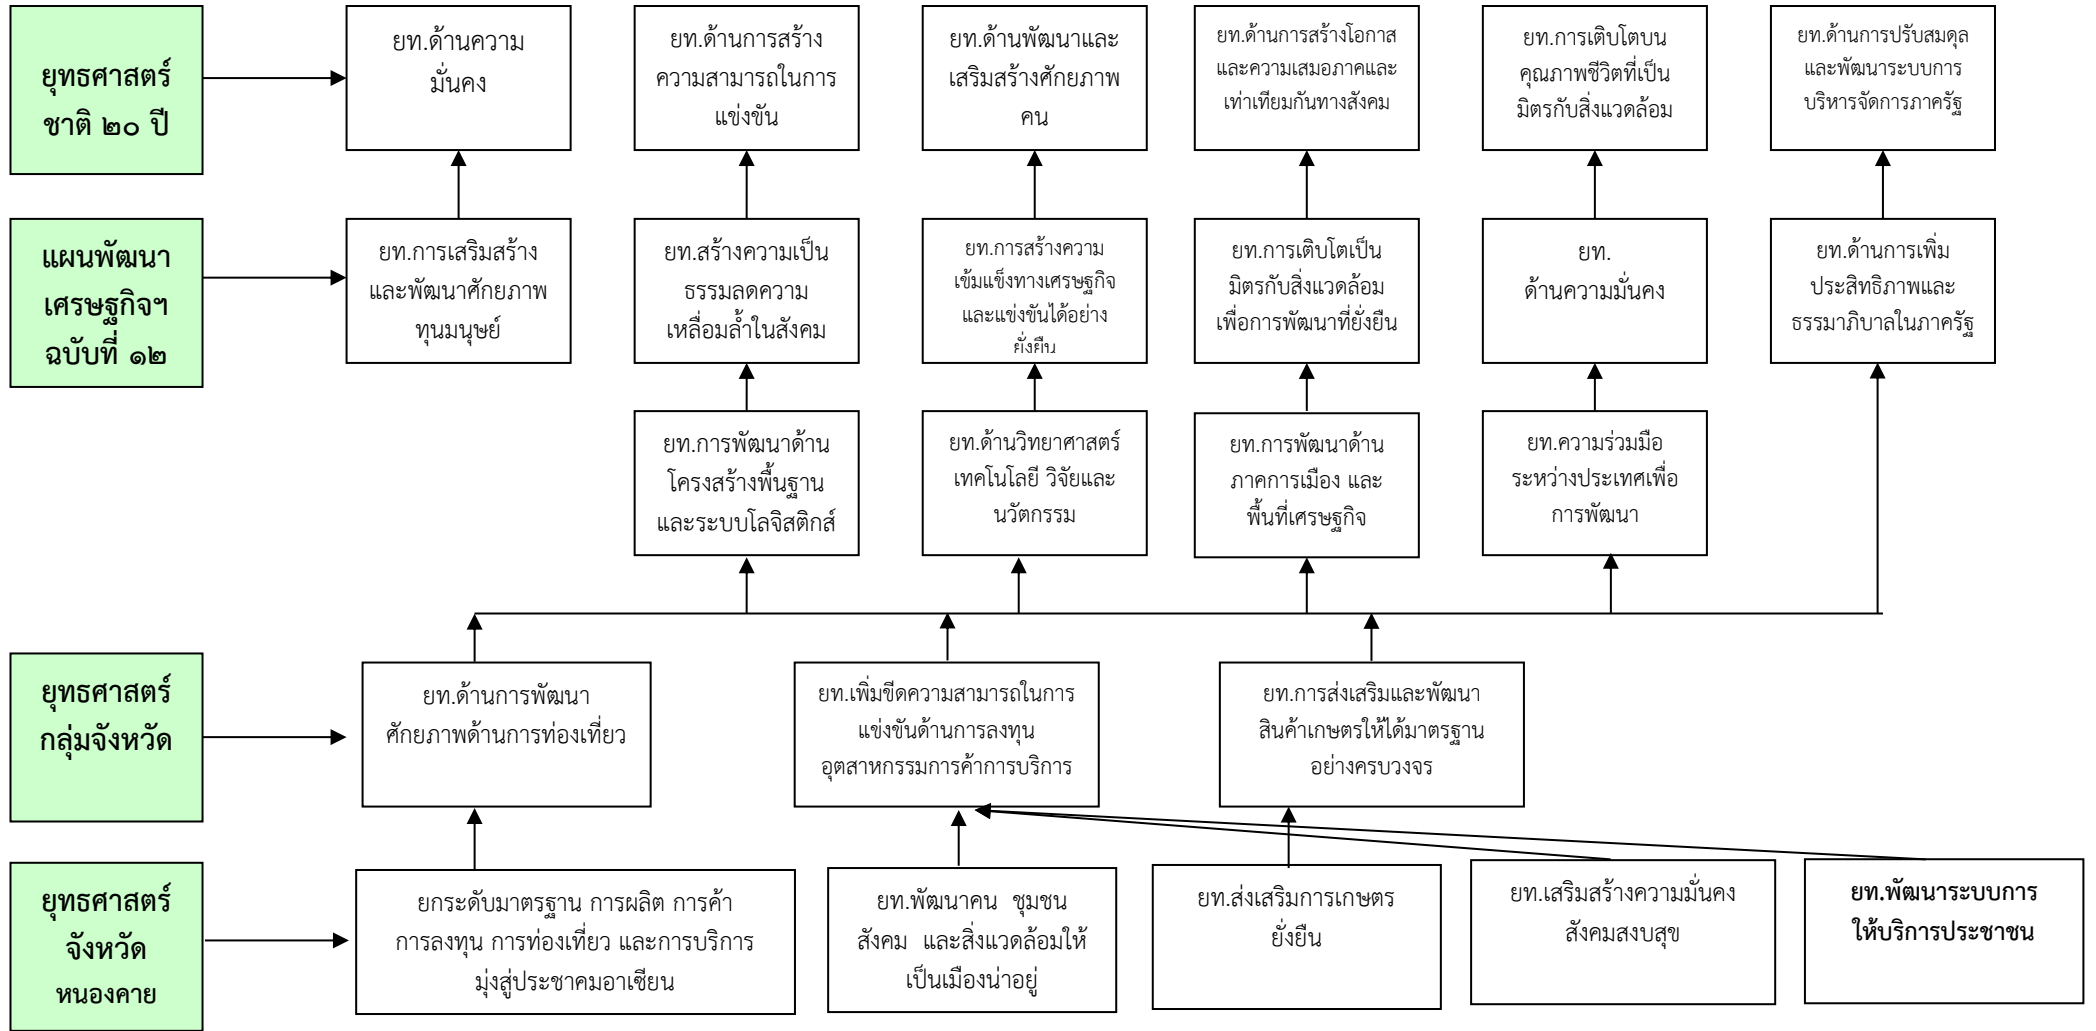 ยุทธศาสตร์
ชาติ ๒๐ ปี
ยท.ด้านความ
มั่นคง
ยท.ด้านการสร้าง
ความสามารถในการ
แข่งขัน
ยท.ด้านพัฒนาและ
เสริมสร้างศักยภาพ
คน
ยท.ด้านการสร้างโอกาส
และความเสมอภาคและ
เท่าเทียมกันทางสังคม
ยท.การเติบโตบน
คุณภาพชีวิตที่เป็น
มิตรกับสิ่งแวดล้อม
ยท.ด้านการปรับสมดุล
และพัฒนาระบบการ
บริหารจัดการภาครัฐ
แผนพัฒนา
เศรษฐกิจฯ
ฉบับที่ ๑๒
ยท.การเสริมสร้าง
และพัฒนาศักยภาพ
ทุนมนุษย์
ยท.สร้างความเป็น
ธรรมลดความ
เหลื่อมล้ำในสังคม
ยท.การสร้างความ
เข้มแข็งทางเศรษฐกิจ
และแข่งขันได้อย่าง
ยั่งยืน
ยท.การเติบโตเป็น
มิตรกับสิ่งแวดล้อม
เพื่อการพัฒนาที่ยั่งยืน
ยท.
ด้านความมั่นคง
ยท.ด้านการเพิ่ม
ประสิทธิภาพและ
ธรรมาภิบาลในภาครัฐ
ยท.การพัฒนาด้าน
โครงสร้างพื้นฐาน
และระบบโลจิสติกส์
ยท.ด้านวิทยาศาสตร์
เทคโนโลยี วิจัยและ
นวัตกรรม
ยท.การพัฒนาด้าน
ภาคการเมือง และ
พื้นที่เศรษฐกิจ
ยท.ความร่วมมือ
ระหว่างประเทศเพื่อ
การพัฒนา
ยุทธศาสตร์
กลุ่มจังหวัด
ยท.ด้านการพัฒนา
ศักยภาพด้านการท่องเที่ยว
ยท.เพิ่มขีดความสามารถในการ
แข่งขันด้านการลงทุน
อุตสาหกรรมการค้าการบริการ
ยท.การส่งเสริมและพัฒนา
สินค้าเกษตรให้ได้มาตรฐาน
อย่างครบวงจร
ยุทธศาสตร์
จังหวัด
หนองคาย
ยกระดับมาตรฐาน การผลิต การค้า
การลงทุน การท่องเที่ยว และการบริการ
มุ่งสู่ประชาคมอาเซียน
ยท.พัฒนาคน ชุมชน
สังคม และสิ่งแวดล้อมให้
เป็นเมืองน่าอยู่
ยท.ส่งเสริมการเกษตร
ยั่งยืน
ยท.เสริมสร้างความมั่นคง
สังคมสงบสุข
ยท.พัฒนาระบบการ
ให้บริการประชาชน